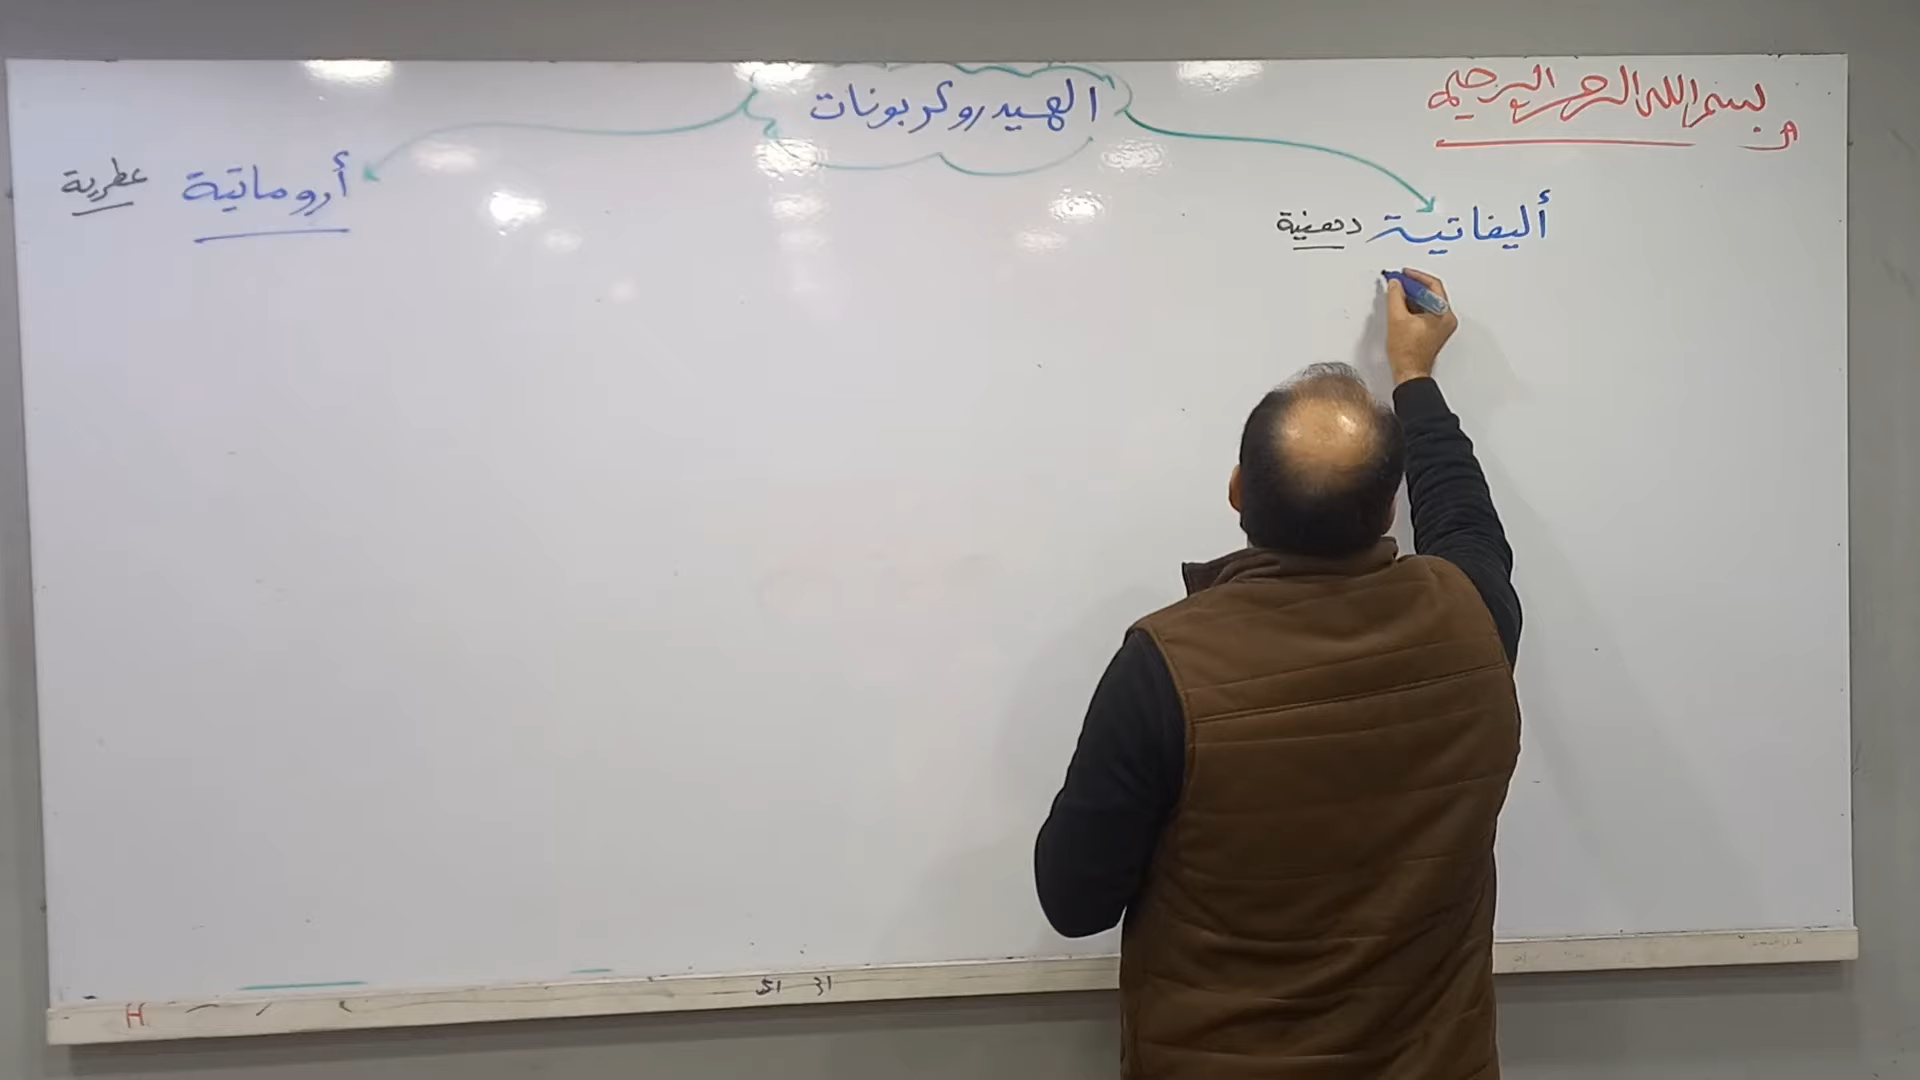 بسم الله الرحمن الرحيم
الهيدروكربونات
أليفاتية دهنية
أروماتية عطرية
H